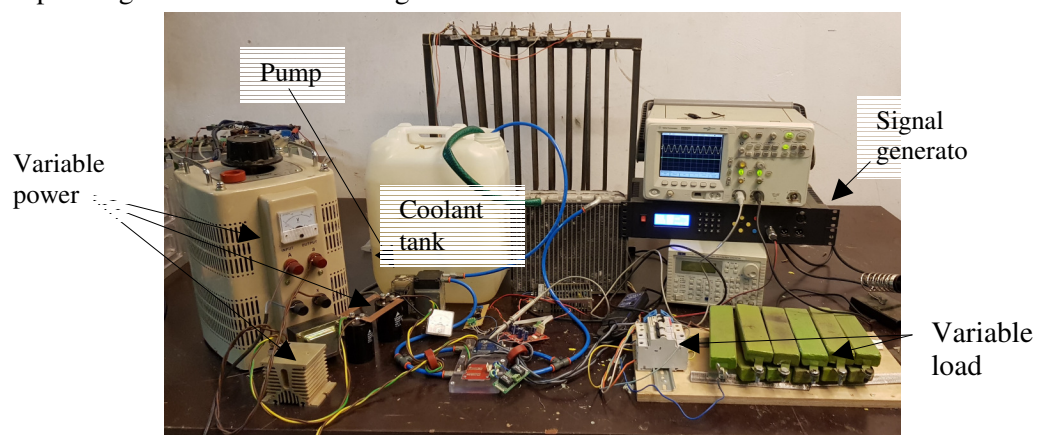 Pump
Signal
generato
Variable
power
Coolant
tank
Variable
load